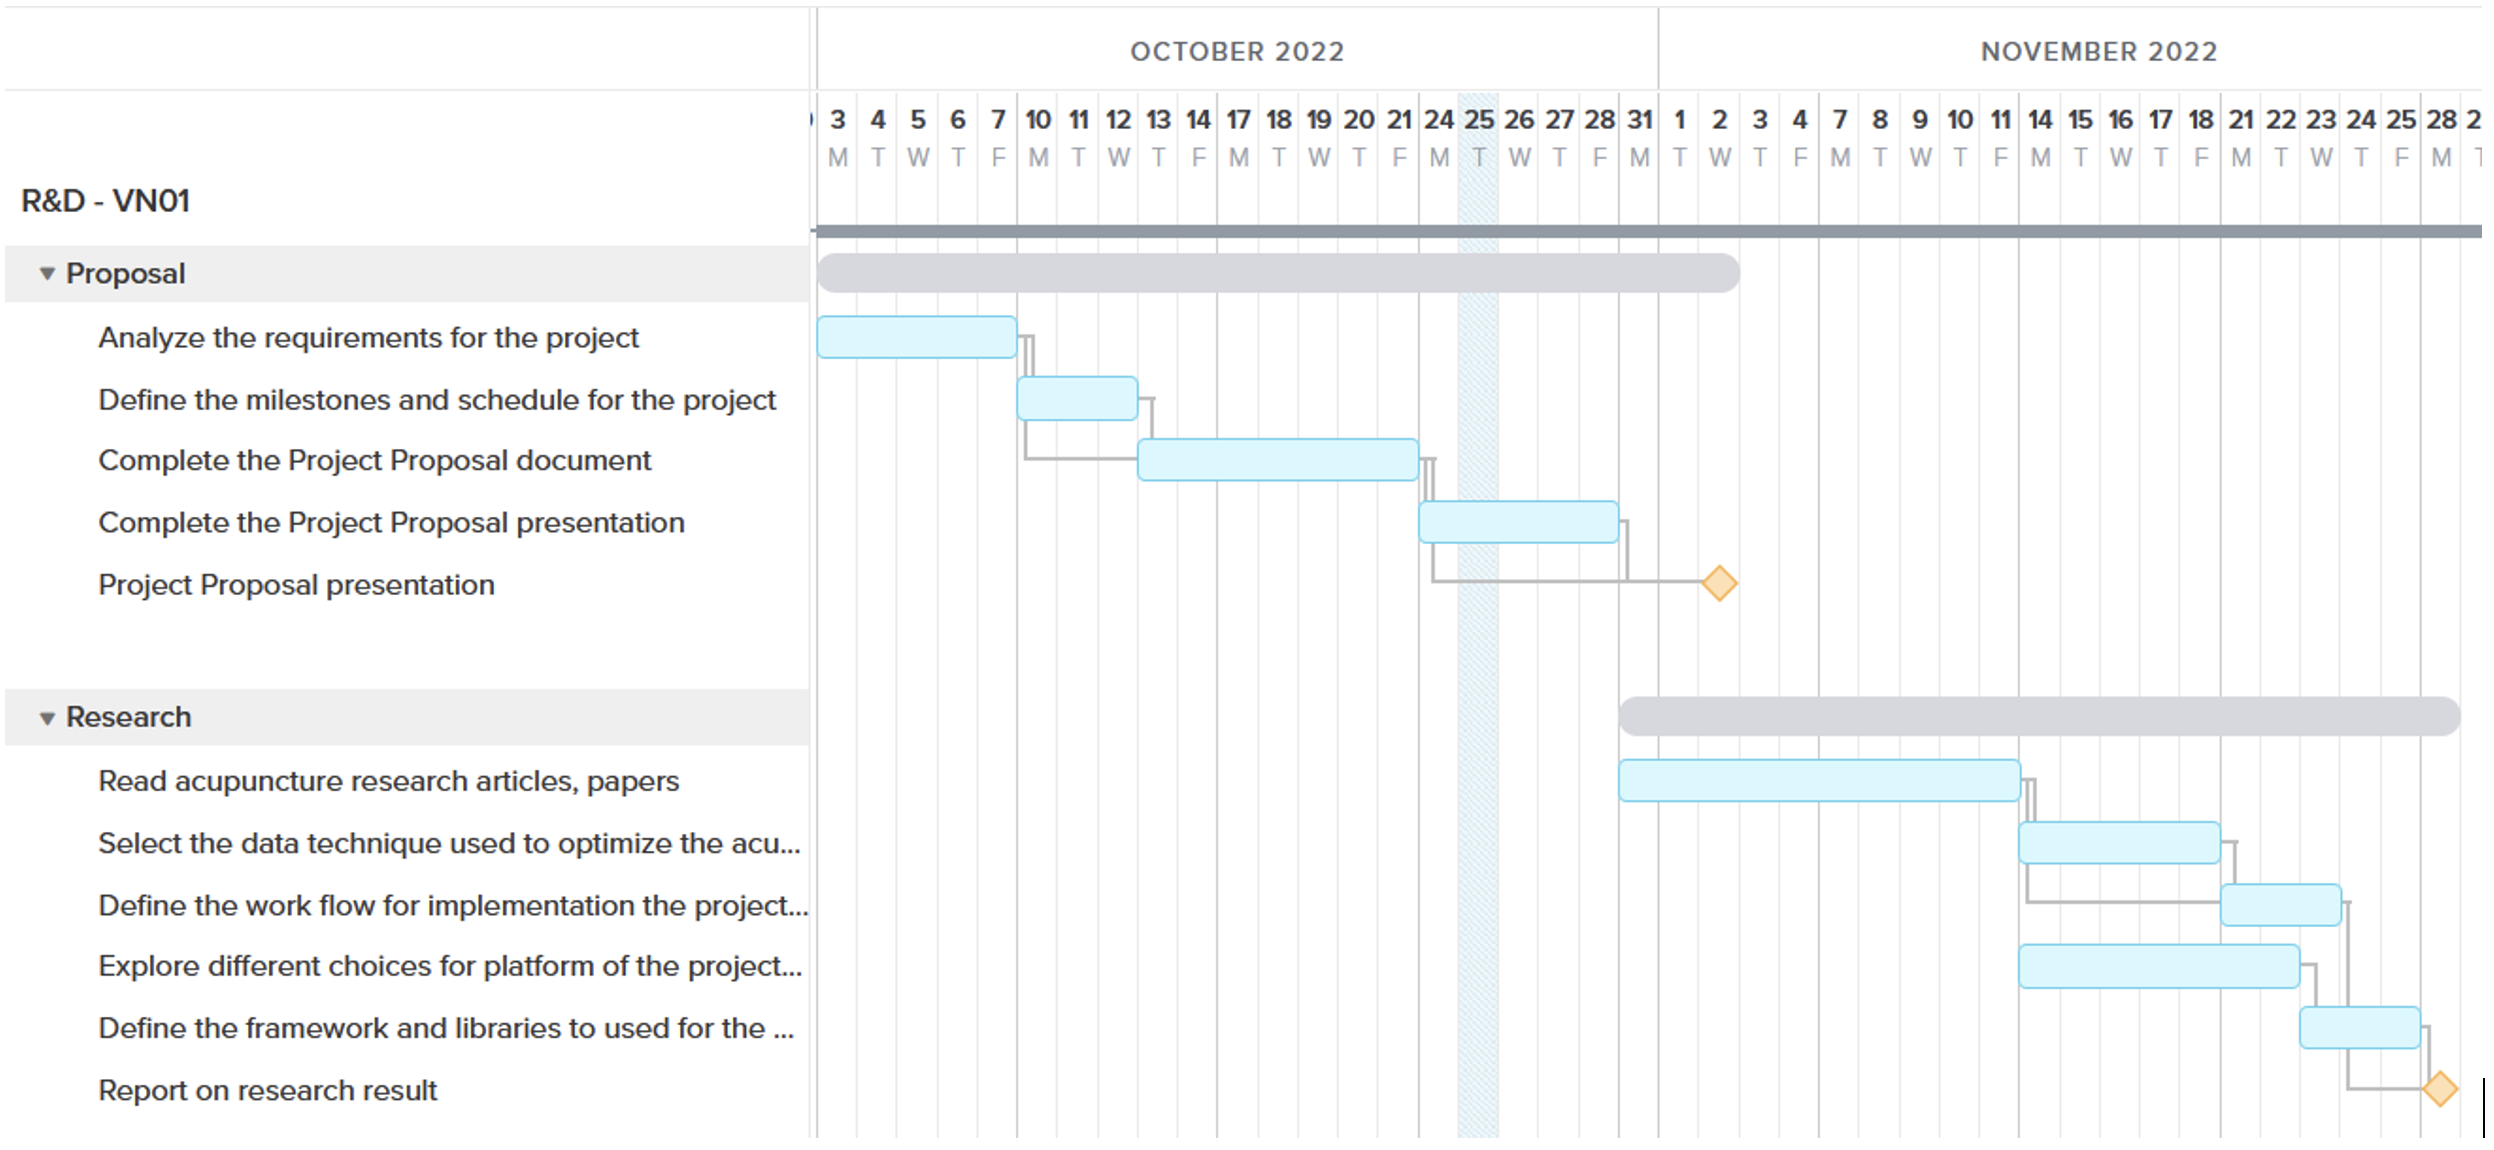 OCTOBER 2022 NOVEMBER 2022
3 4 5 6 7 10 11 12 13 14 17 18 19 20 21 24 25 26 27 28 31 1 2 3 4 7 8 9 10 11 14 15 16 17 18 21 22 23 24 25 28 2
M T W T F M T W T F M T W T F M T W T F M T W T F M T W T F M T W T F M T W T F M T
R&D - VN01
Proposal
Analyze the requirements for the project
Define the milestones and schedule for the project
Complete the Project Proposal document
Complete the Project Proposal presentation
Project Proposal presentation
Research
Read acupuncture research articles, papers
Select the data technique used to optimize the acu...
Define the work flow for implementation the project...
Explore different choices for platform of the project...
Define the framework and libraries to used for the ...
Report on research result